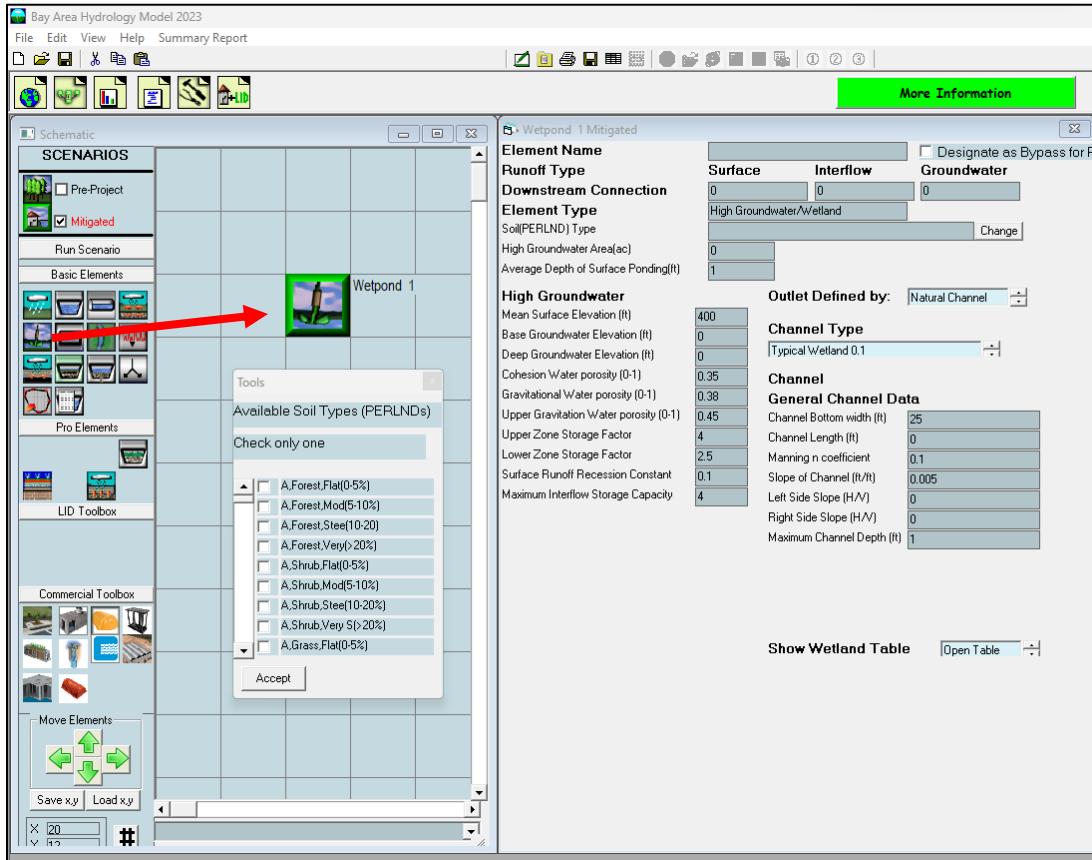 Bay Area Hydrology Model 2023
File Edit View Help Summary Report
More Information
Schematic
SCENARIOS
Pre-Project
Mitigated
Run Scenario
Basic Elements
Pro Elements
LID Toolbox
Commercial Toolbox
Move Elements
Save x,y Load x,y
X 20
Y 12
#
Wetpond 1
Tools
Available Soil Types (PERLNDs)
Check only one
A,Forest,Flat(0-5%)
A,Forest,Mod(5-10%)
A,Forest,Stee(10-20)
A,Forest,Very(>20%)
A,Shrub,Flat(0-5%)
A,Shrub,Mod(5-10%)
A,Shrub,Stee(10-20%)
A,Shrub,Very S(>20%)
A,Grass,Flat(0-5%)
Accept
Wetpond 1 Mitigated
Element Name Designate as Bypass for P
Runoff Type Surface Interflow Groundwater
Downstream Connection 0 0 0
Element Type High Groundwater/Wetland
Soil(PERLND) Type Change
High Groundwater Area(ac) 0
Average Depth of Surface Ponding(ft) 1
High Groundwater
Mean Surface Elevation (ft) 400
Base Groundwater Elevation (ft) 0
Deep Groundwater Elevation (ft) 0
Cohesion Water porosity (0-1) 0.35
Gravitational Water porosity (0-1) 0.38
Upper Gravitation Water porosity (0-1) 0.45
Upper Zone Storage Factor 4
Lower Zone Storage Factor 2.5
Surface Runoff Recession Constant 0.1
Maximum Interflow Storage Capacity 4
Outlet Defined by: Natural Channel
Channel Type
Typical Wetland 0.1
Channel
General Channel Data
Channel Bottom width (ft) 25
Channel Length (ft) 0
Manning n coefficient 0.1
Slope of Channel (ft/ft) 0.005
Left Side Slope (H/V) 0
Right Side Slope (H/V) 0
Maximum Channel Depth (ft) 1
Show Wetland Table Open Table